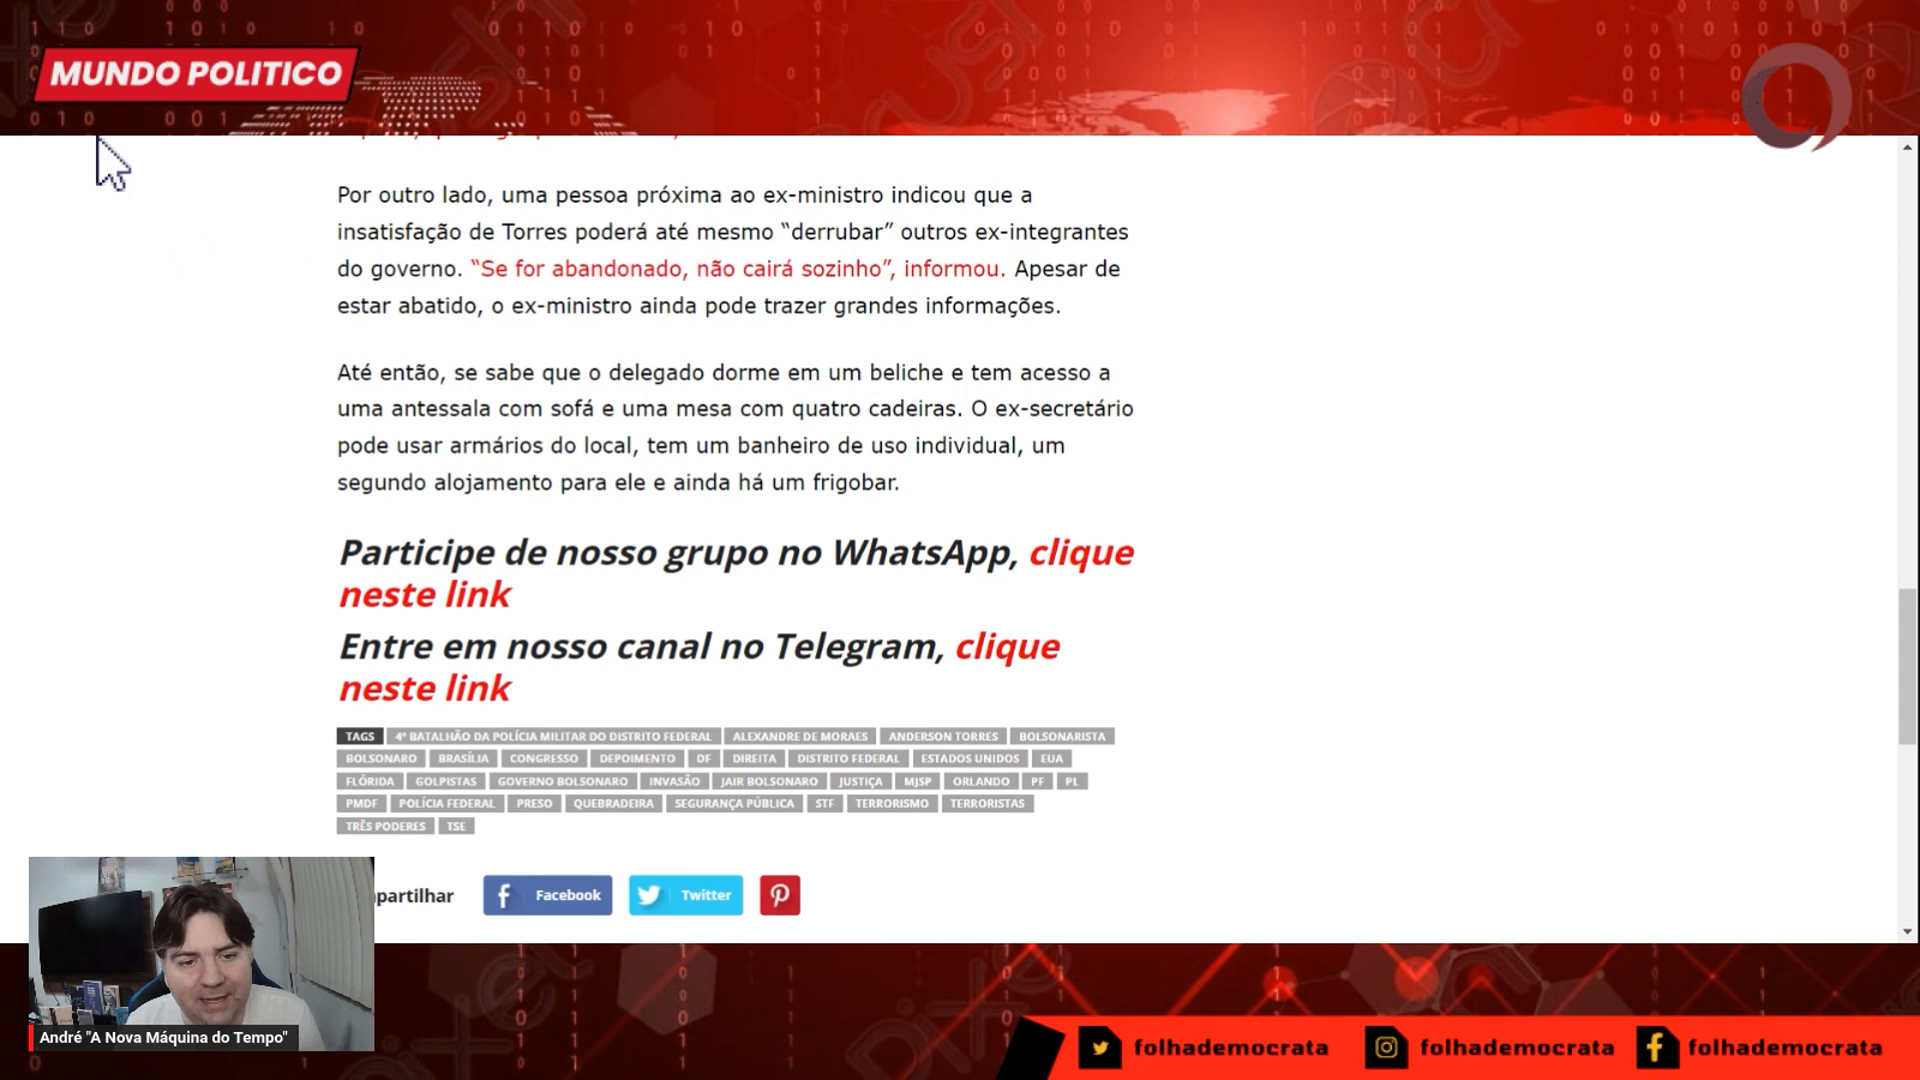 MUNDO POLITICO
Por outro lado, uma pessoa próxima ao ex-ministro indicou que a
insatisfação de Torres poderá até mesmo “derrubar” outros ex-integrantes
do governo. “Se for abandonado, não cairá sozinho”, informou. Apesar de
estar abatido, o ex-ministro ainda pode trazer grandes informações.
Até então, se sabe que o delegado dorme em um beliche e tem acesso a
uma antessala com sofá e uma mesa com quatro cadeiras. O ex-secretário
pode usar armários do local, tem um banheiro de uso individual, um
segundo alojamento para ele e ainda há um frigobar.
Participe de nosso grupo no WhatsApp, clique
neste link
Entre em nosso canal no Telegram, clique
neste link
TAGS 4º BATALHÃO DA POLÍCIA MILITAR DO DISTRITO FEDERAL ALEXANDRE DE MORAES ANDERSON TORRES BOLSONARISTA
BOLSONARO BRASÍLIA CONGRESSO DEPOIMENTO DF DIREITA DISTRITO FEDERAL ESTADOS UNIDOS EUA
FLÓRIDA GOLPISTAS GOVERNO BOLSONARO INVASÃO JAIR BOLSONARO JUSTIÇA MJSP ORLANDO PF PL
PMDF POLÍCIA FEDERAL PRESO QUEBRADEIRA SEGURANÇA PÚBLICA STF TERRORISMO TERRORISTAS
TRÊS PODERES TSE
partilhar Facebook Twitter
André "A Nova Máquina do Tempo"
folhademocrata folhademocrata folhademocrata